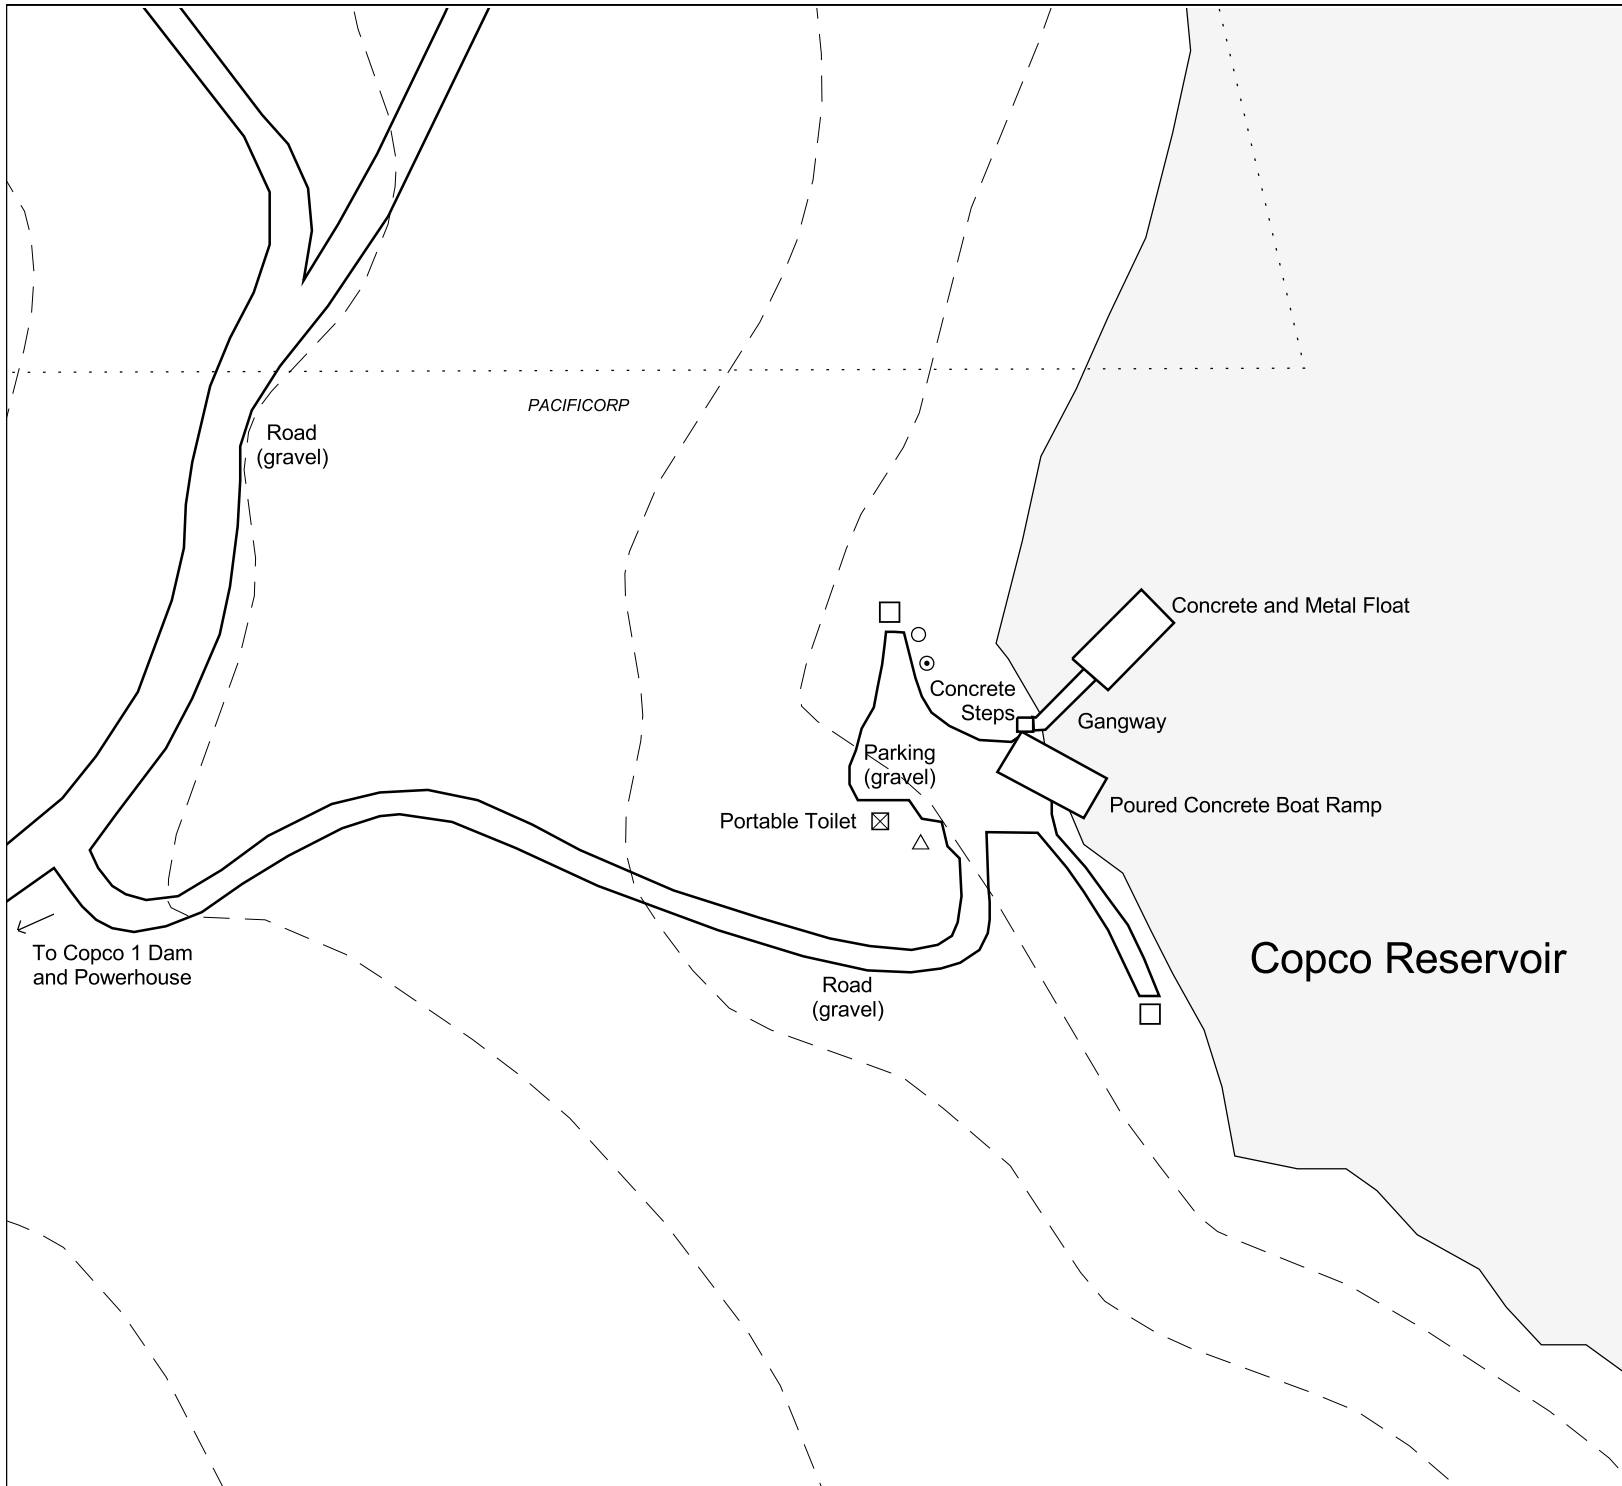 PACIFICORP
Road
(gravel)
Concrete and Metal Float
Concrete
Steps
Gangway
Parking
(gravel)
Poured Concrete Boat Ramp
Portable Toilet
To Copco 1 Dam
and Powerhouse
Copco Reservoir
Road
(gravel)